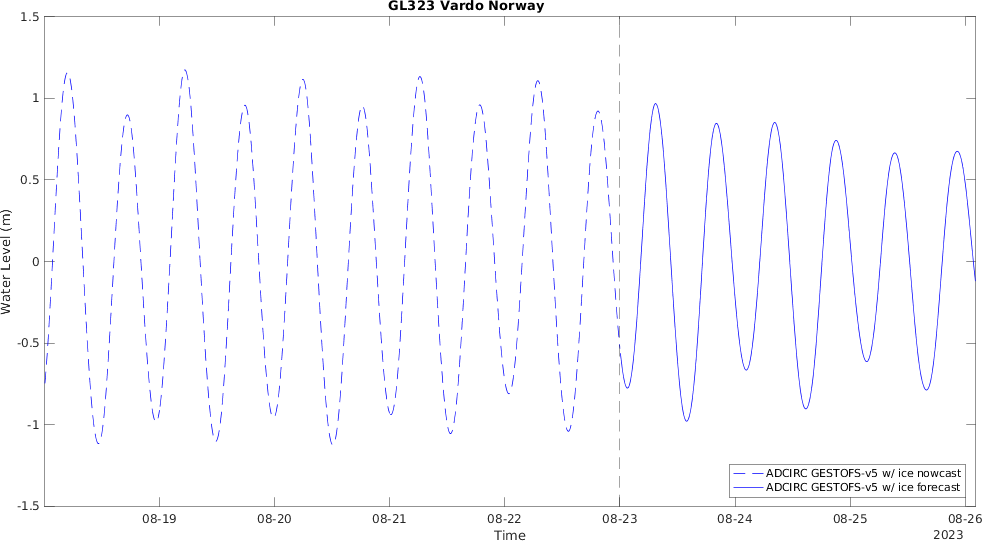 GL323 Vardo Norway
1.5
1
0.5
0
-0.5
-1
-1.5
Water Level (m)
ADCIRC GESTOFS-v5 w/ ice nowcast
ADCIRC GESTOFS-v5 w/ ice forecast
08-19 08-20 08-21 08-22 08-23 08-24 08-25 08-26
Time
2023